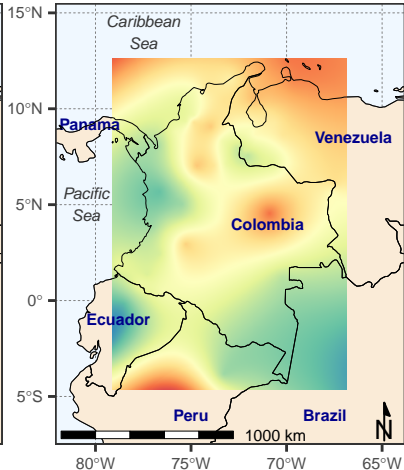 15°N
Caribbean
Sea
10°N
Panama
Venezuela
Pacific
Sea
5°N
Colombia
0°
Ecuador
5°S
Peru
Brazil
N
1000 km
80°W
75°W
70°W
65°W